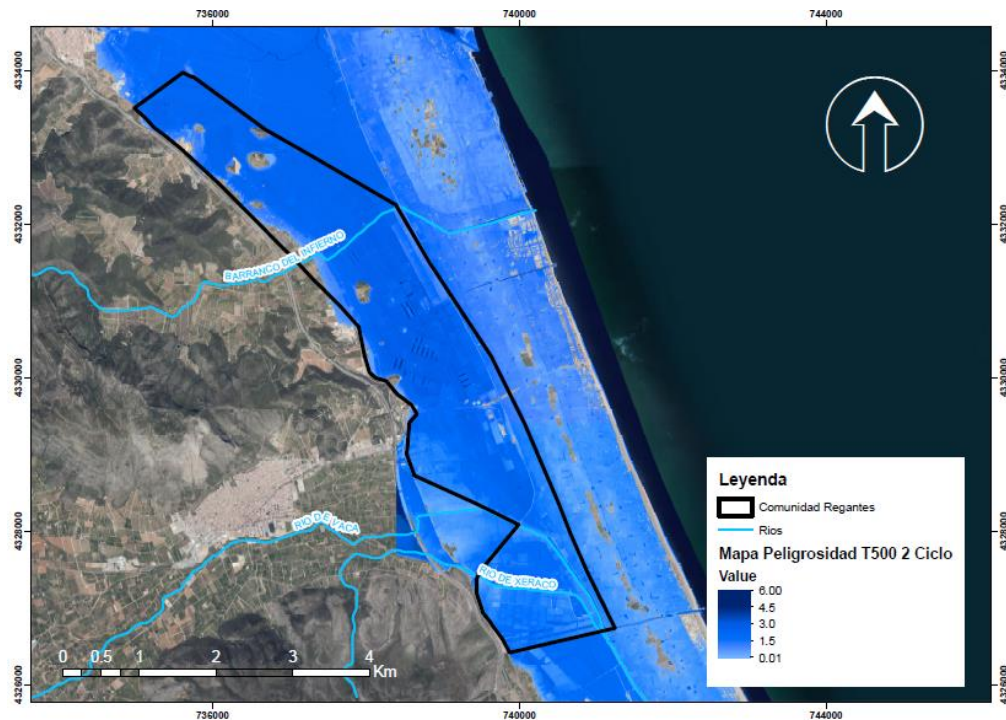 736000
740000
744000
4334000
4334000
4332000
4332000
BARRANCO DEL INFIERNO
4330000
4330000
Leyenda
Comunidad Regantes
Rios
Mapa Peligrosidad T500 2 Ciclo
Value
6.00
4.5
3.0
1.5
0.01
4328000
4328000
RIO DE VACA
RIO DE XERACO
0 0.5 1 2 3 4
Km
4326000
4326000
736000
740000
744000